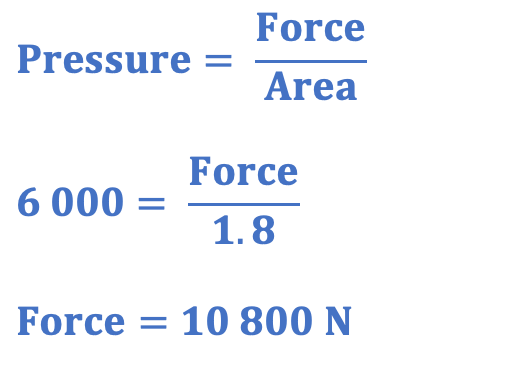 Pressure = Force / Area
6 000 = Force / 1.8
Force = 10 800 N